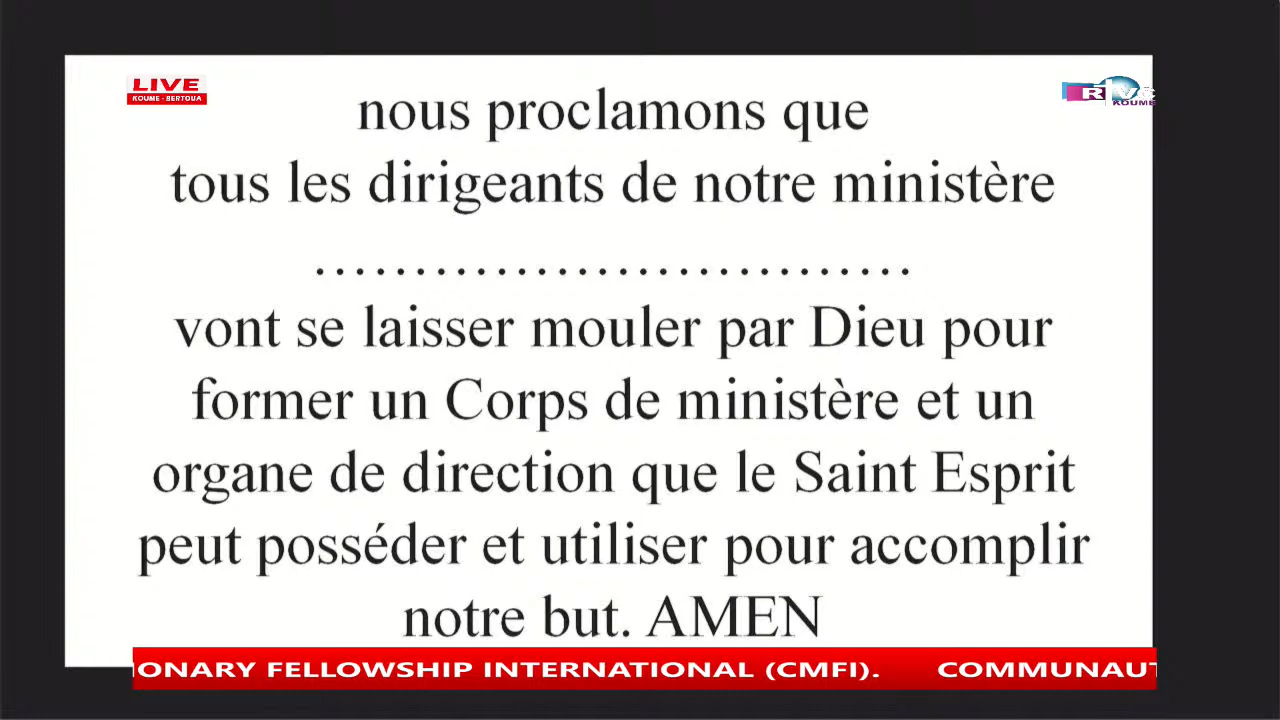 LIVE
KOUME - BERTOUA
KOUME
nous proclamons que
tous les dirigeants de notre ministère
..............................
vont se laisser mouler par Dieu pour
former un Corps de ministère et un
organe de direction que le Saint Esprit
peut posséder et utiliser pour accomplir
notre but. AMEN
IONARY FELLOWSHIP INTERNATIONAL (CMFI). COMMUNAUT